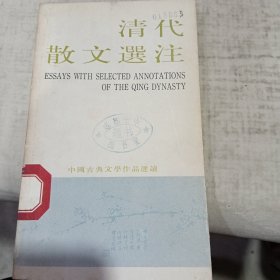 清代
散文選注
ESSAYS WITH SELECTED ANNOTATIONS
OF THE QING DYNASTY
中國古典文學作品選讀